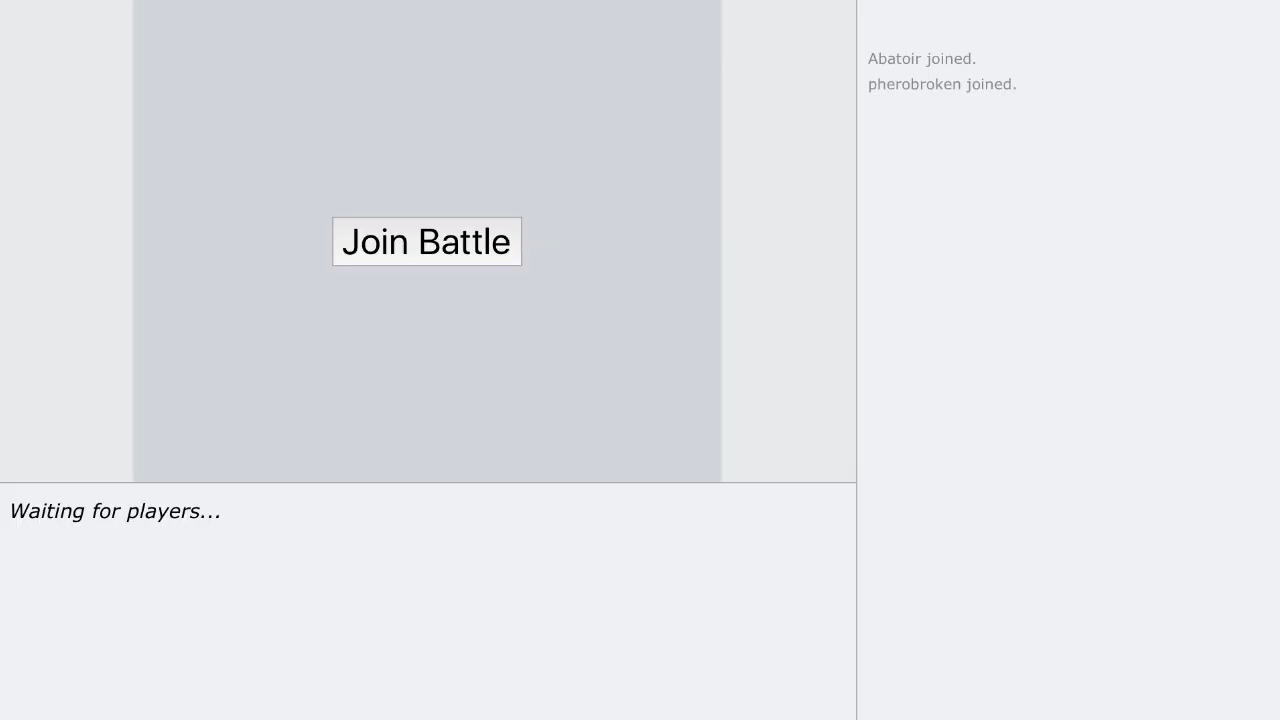 Abatoir joined.
pherobroken joined.
Join Battle
Waiting for players...